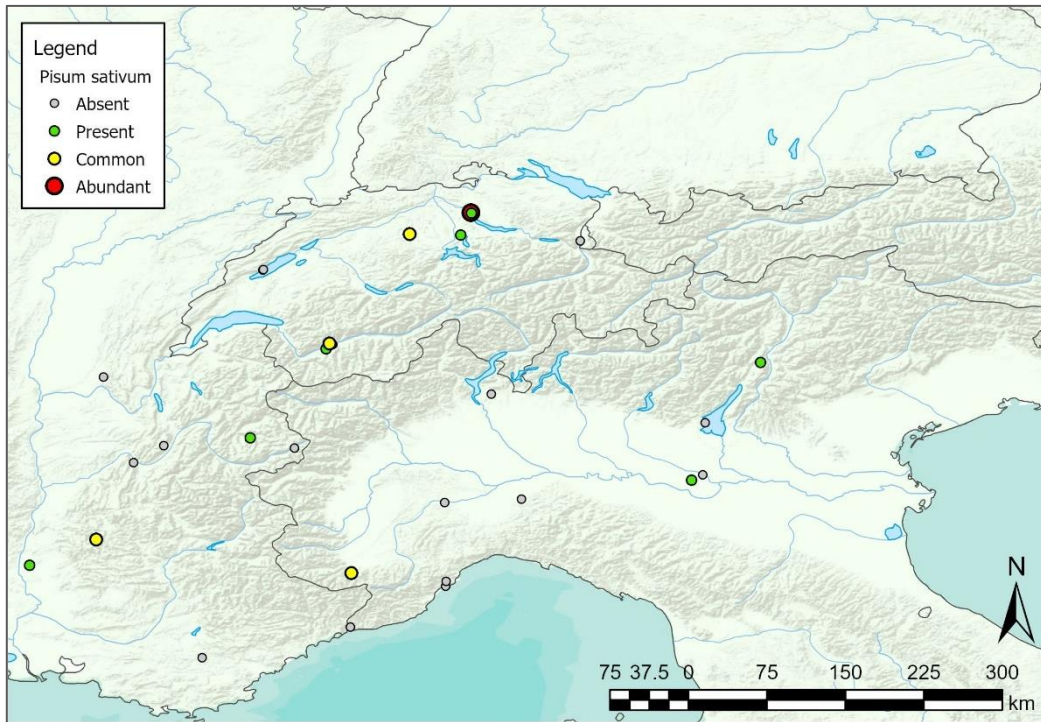 Legend
Pisum sativum
Absent
Present
Common
Abundant
N
75 37.5 0 75 150 225 300
km